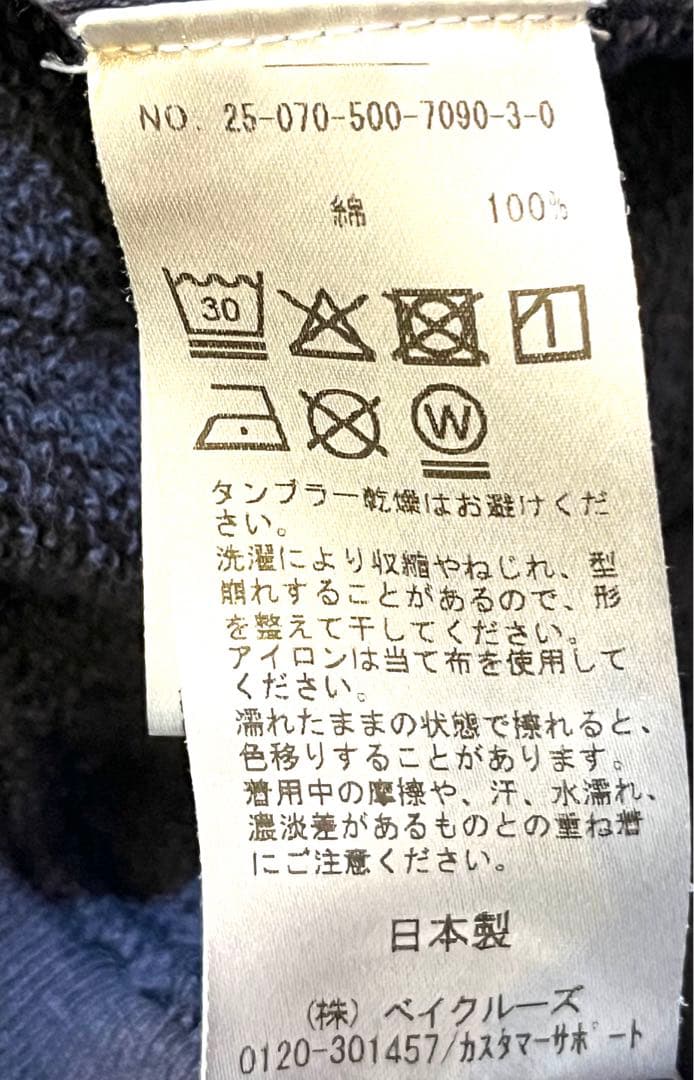 NO. 25-070-500-7090-3-0
綿 100%
30
W
タンブラー乾燥はお避けくだ
さい。
洗濯により収縮やねじれ、型
崩れすることがあるので、形
を整えて干してください。
アイロンは当て布を使用して
ください。
濡れたままの状態で擦れると、
色移りすることがあります。
着用中の摩擦や、汗、水濡れ、
濃淡差があるものとの重ね着
にご注意ください。
日本製
(株) ベイクルーズ
0120-301457/カスタマーサポート